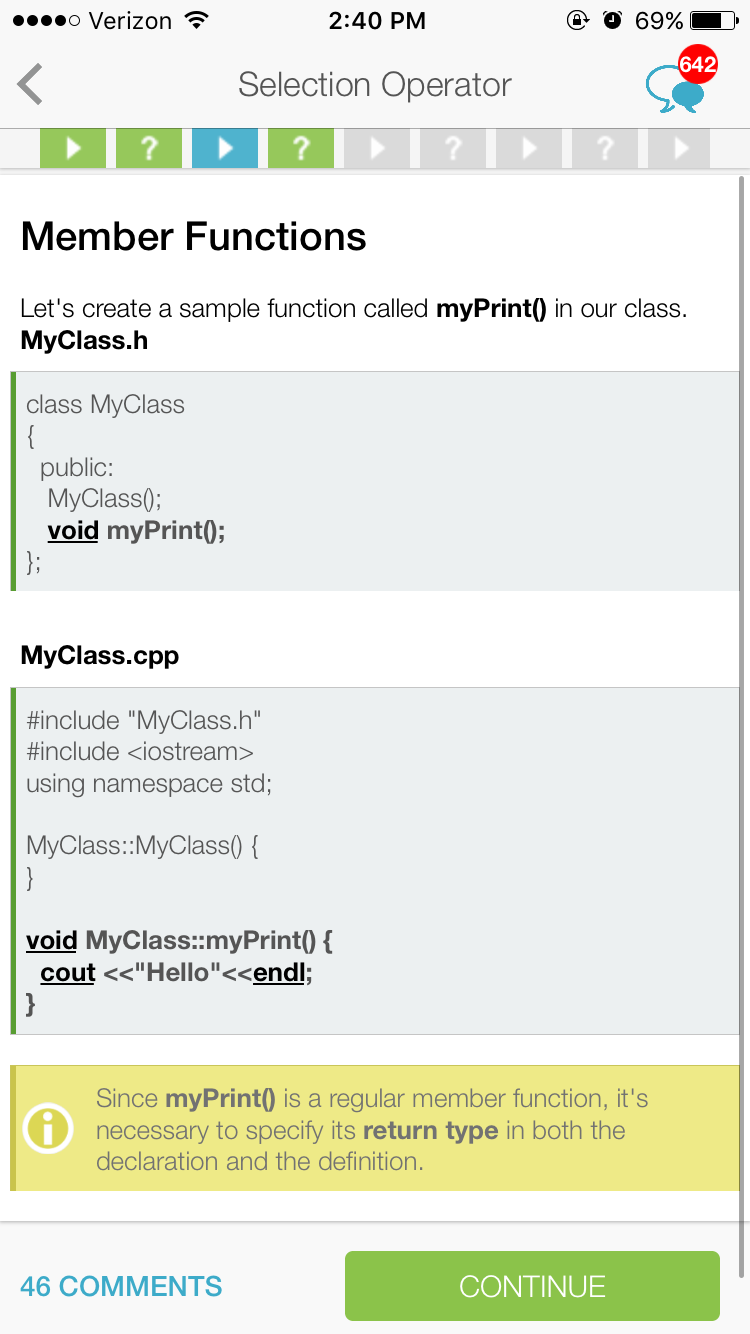 Verizon 2:40 PM 69%
Selection Operator 642
? ? ? ?
Member Functions
Let's create a sample function called myPrint() in our class.
MyClass.h
class MyClass
{
public:
MyClass();
void myPrint();
};
MyClass.cpp
#include "MyClass.h"
#include <iostream>
using namespace std;
MyClass::MyClass() {
}
void MyClass::myPrint() {
cout <<"Hello"<<endl;
}
Since myPrint() is a regular member function, it's
necessary to specify its return type in both the
declaration and the definition.
46 COMMENTS CONTINUE